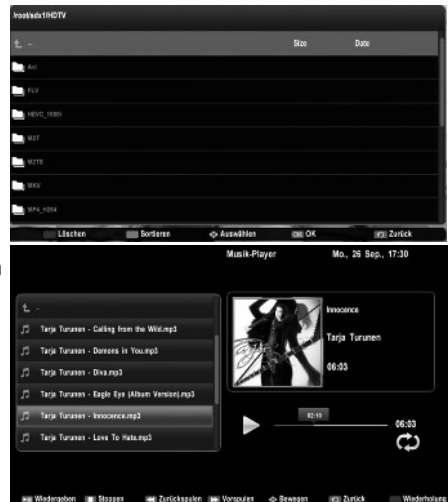 /root/sdx1/HDTV
.. Size Date
Avi
FLV
HEVC_1080i
M2T
M2TS
MKV
MP4_H264
Löschen Sortieren Auswählen OK OK Zurück
Musik-Player Mo., 26 Sep., 17:30
..
Tarja Turunen - Calling from the Wild.mp3
Tarja Turunen - Demons in You.mp3
Tarja Turunen - Diva.mp3
Tarja Turunen - Eagle Eye (Album Version).mp3
Tarja Turunen - Innocence.mp3
Tarja Turunen - Love To Hate.mp3
Innocence
Tarja Turunen
06:03
02:10
06:03
Wiedergeben Stoppen Zurückspulen Vorspulen Bewegen Zurück Wiederholung